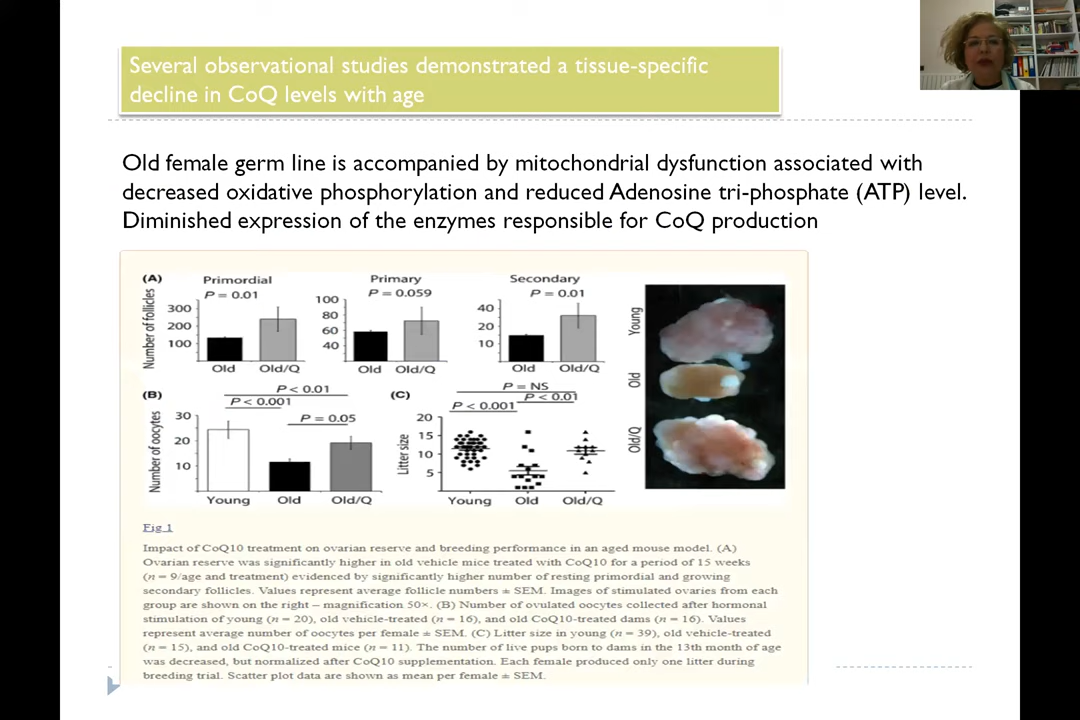 Several observational studies demonstrated a tissue-specific
decline in CoQ levels with age
Old female germ line is accompanied by mitochondrial dysfunction associated with
decreased oxidative phosphorylation and reduced Adenosine tri-phosphate (ATP) level.
Diminished expression of the enzymes responsible for CoQ production
(A)
Primordial
P = 0.01
Number of follicles
300
200
100
Old Old/Q
Primary
P = 0.059
100
80
60
40
Old Old/Q
Secondary
P = 0.01
40
20
10
Old Old/Q
Young
Old
Old/Q
(B)
P < 0.01
P < 0.001
P = 0.05
Number of oocytes
30
20
10
Young Old Old/Q
(C)
P = NS
P < 0.01
P < 0.001
Litter size
20
15
10
5
Young Old Old/Q
Fig 1
Impact of CoQ10 treatment on ovarian reserve and breeding performance in an aged mouse model. (A)
Ovarian reserve was significantly higher in old vehicle mice treated with CoQ10 for a period of 15 weeks
(n = 9/age and treatment) evidenced by significantly higher number of resting primordial and growing
secondary follicles. Values represent average follicle numbers ± SEM. Images of stimulated ovaries from each
group are shown on the right – magnification 50×. (B) Number of ovulated oocytes collected after hormonal
stimulation of young (n = 20), old vehicle-treated (n = 16), and old CoQ10-treated dams (n = 16). Values
represent average number of oocytes per female ± SEM. (C) Litter size in young (n = 39), old vehicle-treated
(n = 15), and old CoQ10-treated mice (n = 11). The number of live pups born to dams in the 13th month of age
was decreased, but normalized after CoQ10 supplementation. Each female produced only one litter during
breeding trial. Scatter plot data are shown as mean per female ± SEM.